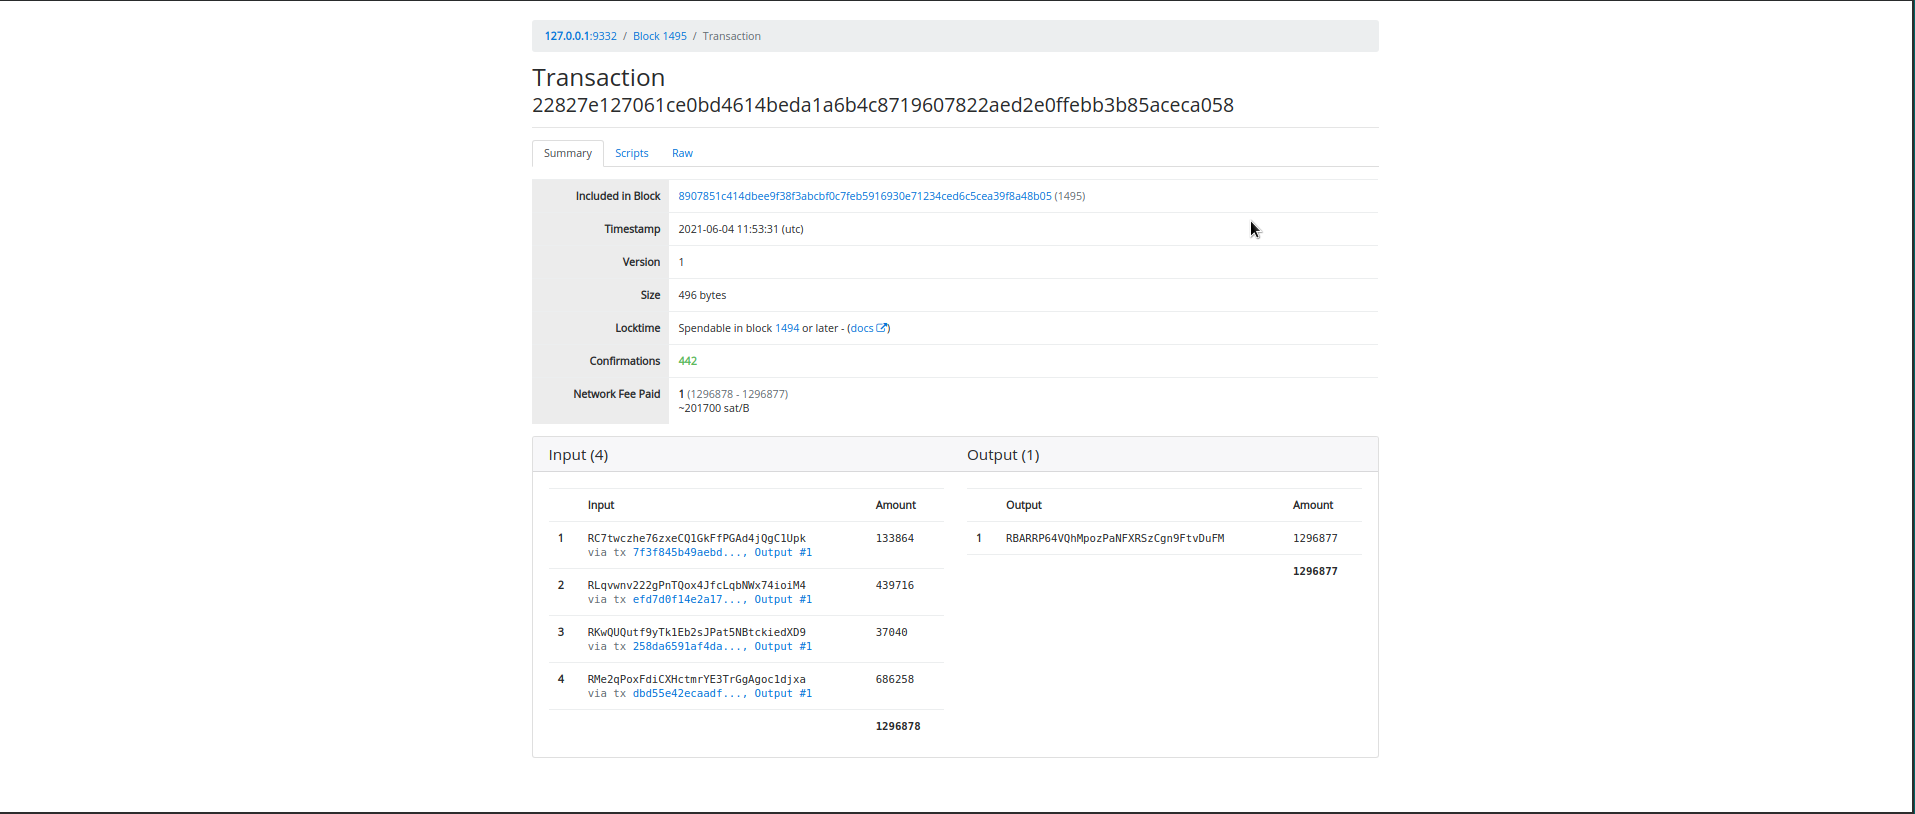 127.0.0.1:9332 / Block 1495 / Transaction
Transaction
22827e127061ce0bd4614beda1a6b4c8719607822aed2e0ffebb3b85aceca058
Summary Scripts Raw
Included in Block 8907851c414dbee9f38f3abcbf0c7feb5916930e71234ced6c5cea39f8a48b05 (1495)
Timestamp 2021-06-04 11:53:31 (utc)
Version 1
Size 496 bytes
Locktime Spendable in block 1494 or later - (docs)
Confirmations 442
Network Fee Paid 1 (1296878 - 1296877)
~201700 sat/B
Input (4) Output (1)
Input Amount
1 RC7twczhe76zxeCQ1GkFfPGAd4jQgC1Upk 133864
via tx 7f3f845b49aebd..., Output #1
2 RLqvwnv222gPnTQox4JfcLqbNWx74ioiM4 439716
via tx efd7d0f14e2a17..., Output #1
3 RKwQUQutf9yTk1Eb2sJPat5NBtckiedXD9 37040
via tx 258da6591af4da..., Output #1
4 RMe2qPoxFdiCXHctmrYE3TrGgAgoc1djxa 686258
via tx dbd55e42ecaadf..., Output #1
1296878
Output Amount
1 RBARRP64VQhMpozPaNFXRSzCgn9FtvDuFM 1296877
1296877